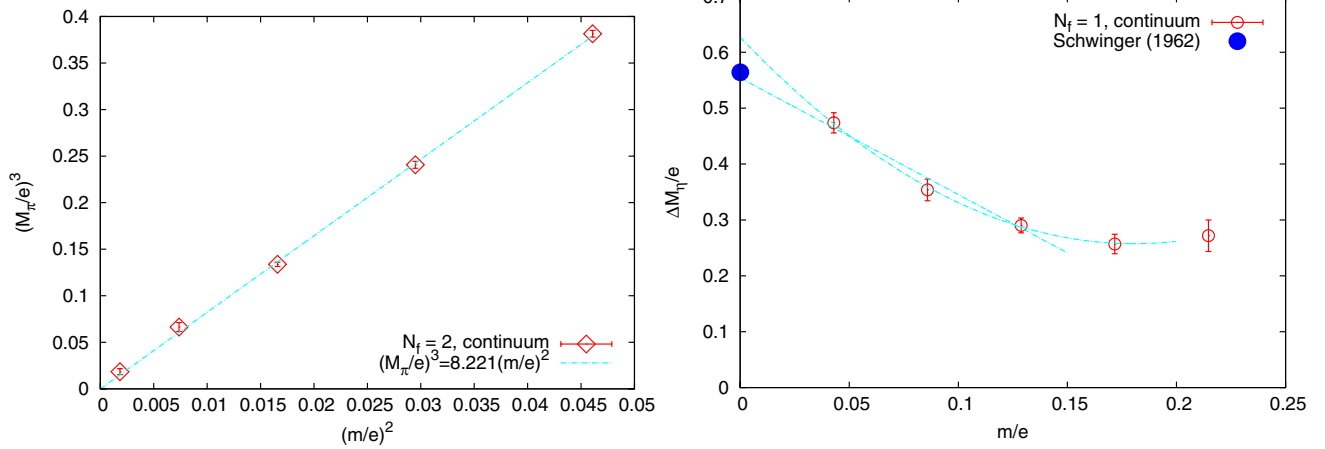 0.4
0.35
0.3
0.25
0.2
0.15
0.1
0.05
0
(M_π/e)^3
0 0.005 0.01 0.015 0.02 0.025 0.03 0.035 0.04 0.045 0.05
(m/e)^2
N_f = 2, continuum
(M_π/e)^3=8.221(m/e)^2
0.7
0.6
0.5
0.4
0.3
0.2
0.1
0
ΔM_η/e
0 0.05 0.1 0.15 0.2 0.25
m/e
N_f = 1, continuum
Schwinger (1962)